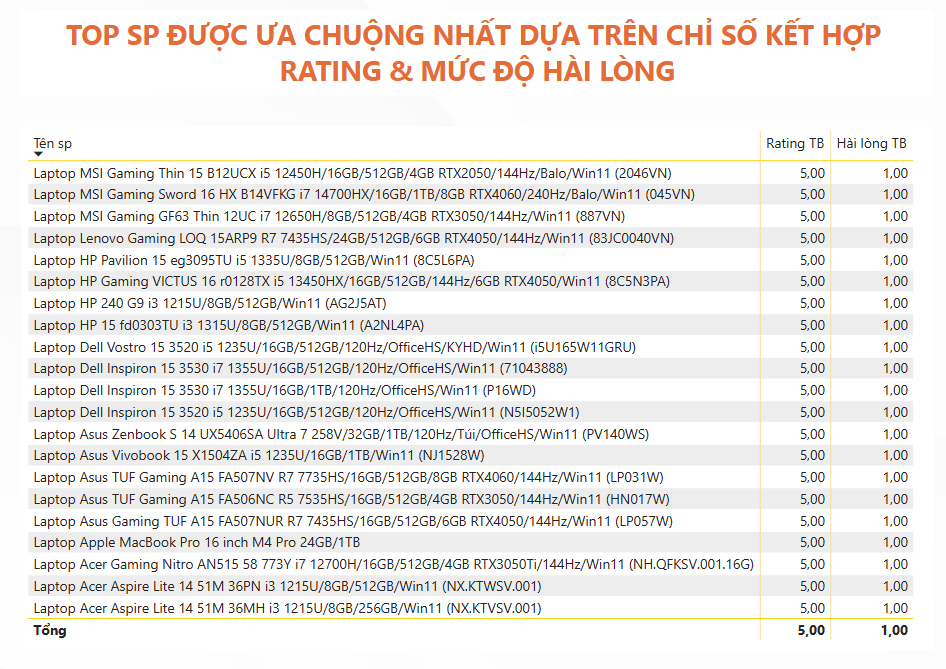 TOP SP ĐƯỢC ƯA CHUỘNG NHẤT DỰA TRÊN CHỈ SỐ KẾT HỢP
RATING & MỨC ĐỘ HÀI LÒNG
Tên sp Rating TB Hài lòng TB
Laptop MSI Gaming Thin 15 B12UCX i5 12450H/16GB/512GB/4GB RTX2050/144Hz/Balo/Win11 (2046VN) 5,00 1,00
Laptop MSI Gaming Sword 16 HX B14VFKG i7 14700HX/16GB/1TB/8GB RTX4060/240Hz/Balo/Win11 (045VN) 5,00 1,00
Laptop MSI Gaming GF63 Thin 12UC i7 12650H/8GB/512GB/4GB RTX3050/144Hz/Win11 (887VN) 5,00 1,00
Laptop Lenovo Gaming LOQ 15ARP9 R7 7435HS/24GB/512GB/6GB RTX4050/144Hz/Win11 (83JC0040VN) 5,00 1,00
Laptop HP Pavilion 15 eg3095TU i5 1335U/8GB/512GB/Win11 (8C5L6PA) 5,00 1,00
Laptop HP Gaming VICTUS 16 r0128TX i5 13450HX/16GB/512GB/144Hz/6GB RTX4050/Win11 (8C5N3PA) 5,00 1,00
Laptop HP 240 G9 i3 1215U/8GB/512GB/Win11 (AG2J5AT) 5,00 1,00
Laptop HP 15 fd0303TU i3 1315U/8GB/512GB/Win11 (A2NL4PA) 5,00 1,00
Laptop Dell Vostro 15 3520 i5 1235U/16GB/512GB/120Hz/OfficeHS/KYHD/Win11 (i5U165W11GRU) 5,00 1,00
Laptop Dell Inspiron 15 3530 i7 1355U/16GB/512GB/120Hz/OfficeHS/Win11 (71043888) 5,00 1,00
Laptop Dell Inspiron 15 3530 i7 1355U/16GB/1TB/120Hz/OfficeHS/Win11 (P16WD) 5,00 1,00
Laptop Dell Inspiron 15 3520 i5 1235U/16GB/512GB/120Hz/OfficeHS/Win11 (N5I5052W1) 5,00 1,00
Laptop Asus Zenbook S 14 UX5406SA Ultra 7 258V/32GB/1TB/120Hz/Túi/OfficeHS/Win11 (PV140WS) 5,00 1,00
Laptop Asus Vivobook 15 X1504ZA i5 1235U/16GB/1TB/Win11 (NJ1528W) 5,00 1,00
Laptop Asus TUF Gaming A15 FA507NV R7 7735HS/16GB/512GB/8GB RTX4060/144Hz/Win11 (LP031W) 5,00 1,00
Laptop Asus TUF Gaming A15 FA506NC R5 7535HS/16GB/512GB/4GB RTX3050/144Hz/Win11 (HN017W) 5,00 1,00
Laptop Asus Gaming TUF A15 FA507NUR R7 7435HS/16GB/512GB/6GB RTX4050/144Hz/Win11 (LP057W) 5,00 1,00
Laptop Apple MacBook Pro 16 inch M4 Pro 24GB/1TB 5,00 1,00
Laptop Acer Gaming Nitro AN515 58 773Y i7 12700H/16GB/512GB/4GB RTX3050Ti/144Hz/Win11 (NH.QFKSV.001.16G) 5,00 1,00
Laptop Acer Aspire Lite 14 51M 36PN i3 1215U/8GB/512GB/Win11 (NX.KTWSV.001) 5,00 1,00
Laptop Acer Aspire Lite 14 51M 36MH i3 1215U/8GB/256GB/Win11 (NX.KTVSV.001) 5,00 1,00
Tổng 5,00 1,00